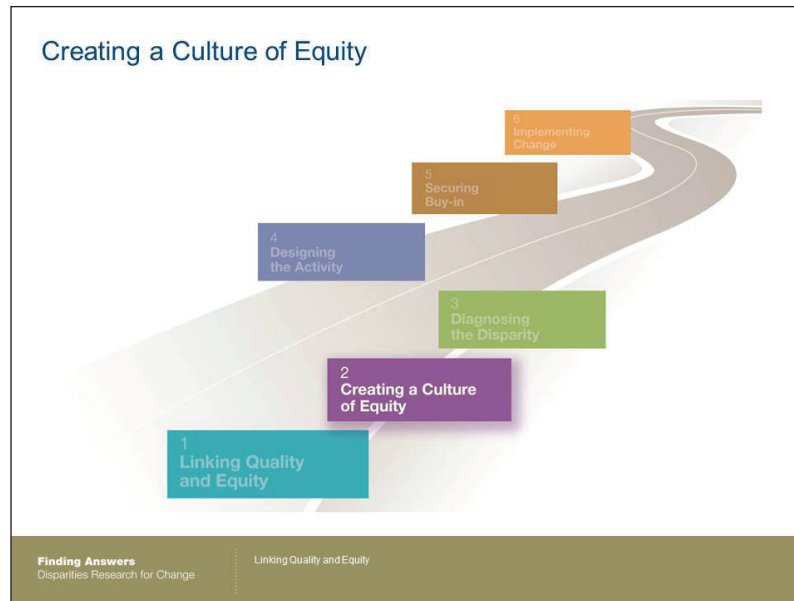 Creating a Culture of Equity
6
Implementing
Change
5
Securing
Buy-in
4
Designing
the Activity
3
Diagnosing
the Disparity
2
Creating a Culture
of Equity
1
Linking Quality
and Equity
Finding Answers
Disparities Research for Change
Linking Quality and Equity